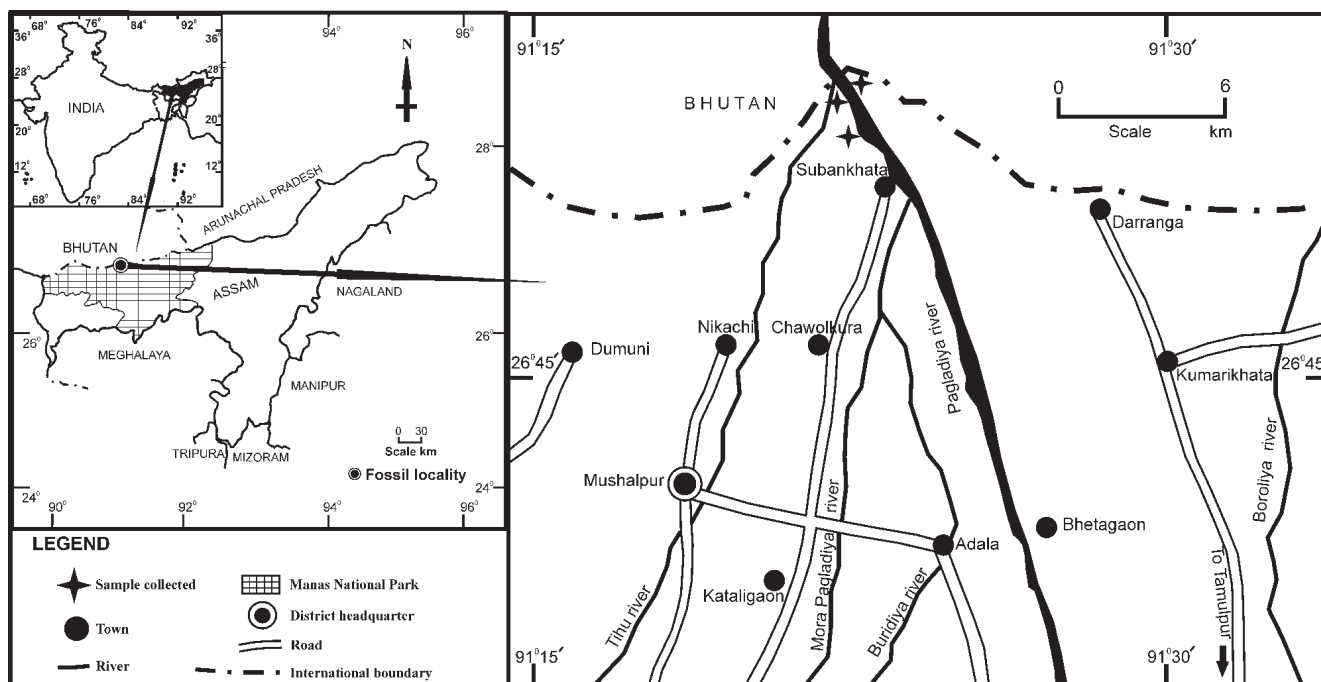 68° 76° 84° 92°
36° 36°
28° 28°
INDIA
20° 20°
12° 12°
68° 76° 84° 92°
94° 96°
N
28°
ARUNACHAL PRADESH
BHUTAN
ASSAM
NAGALAND
26° 26°
MEGHALAYA
MANIPUR
TRIPURA MIZORAM
0 30
Scale km
Fossil locality
24° 24°
90° 92° 94° 96°
LEGEND
Sample collected
Town
River
Manas National Park
District headquarter
Road
International boundary
91°15′ 91°30′
BHUTAN
0 6
Scale km
Subankhata
Darranga
Nikachi
Chawolkura
Dumuni
Pagladiya river
26°45′ 26°45′
Kumarikhata
Mushalpur
Mora Pagladiya river
Boroliya river
Bhetagaon
Adala
Kataligaon
Tihu river
Buridiya river
To Tamulpur
91°15′ 91°30′